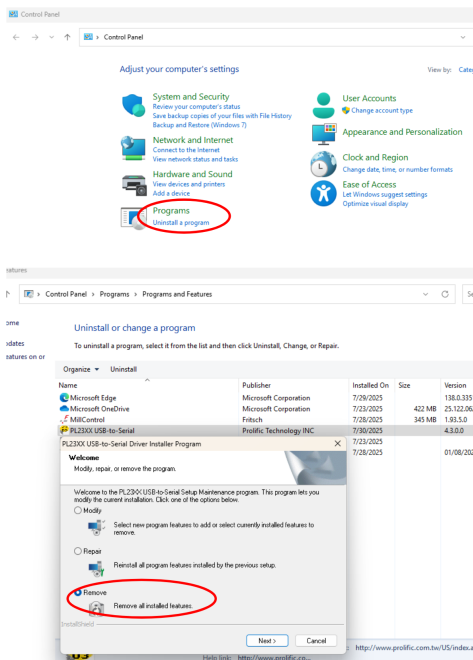 Control Panel
Control Panel
Adjust your computer's settings
View by:
System and Security
Review your computer's status
Save backup copies of your files with File History
Backup and Restore (Windows 7)
Network and Internet
Connect to the Internet
View network status and tasks
Hardware and Sound
View devices and printers
Add a device
Programs
Uninstall a program
User Accounts
Change account type
Appearance and Personalization
Clock and Region
Change date, time, or number formats
Ease of Access
Let Windows suggest settings
Optimize visual display
eatures
Control Panel > Programs > Programs and Features
ome
dates
eatures on or
Uninstall or change a program
To uninstall a program, select it from the list and then click Uninstall, Change, or Repair.
Organize Uninstall
Name Publisher Installed On Size Version
Microsoft Edge Microsoft Corporation 7/29/2025 138.0.335
Microsoft OneDrive Microsoft Corporation 7/23/2025 422 MB 25.122.06
MillControl Fritsch 7/28/2025 345 MB 1.93.5.0
PL23XX USB-to-Serial Prolific Technology INC 7/30/2025 4.3.0.0
7/23/2025
7/28/2025 01/08/202
PL23XX USB-to-Serial Driver Installer Program
Welcome
Modify, repair, or remove the program.
Welcome to the PL23XX USB-to-Serial Setup Maintenance program. This program lets you
modify the current installation. Click one of the options below.
Modify
Select new program features to add or select currently installed features to
remove.
Repair
Reinstall all program features installed by the previous setup.
Remove
Remove all installed features.
InstallShield
Next > Cancel
http://www.prolific.com.tw/US/index
Help link: http://www.prolific.co...